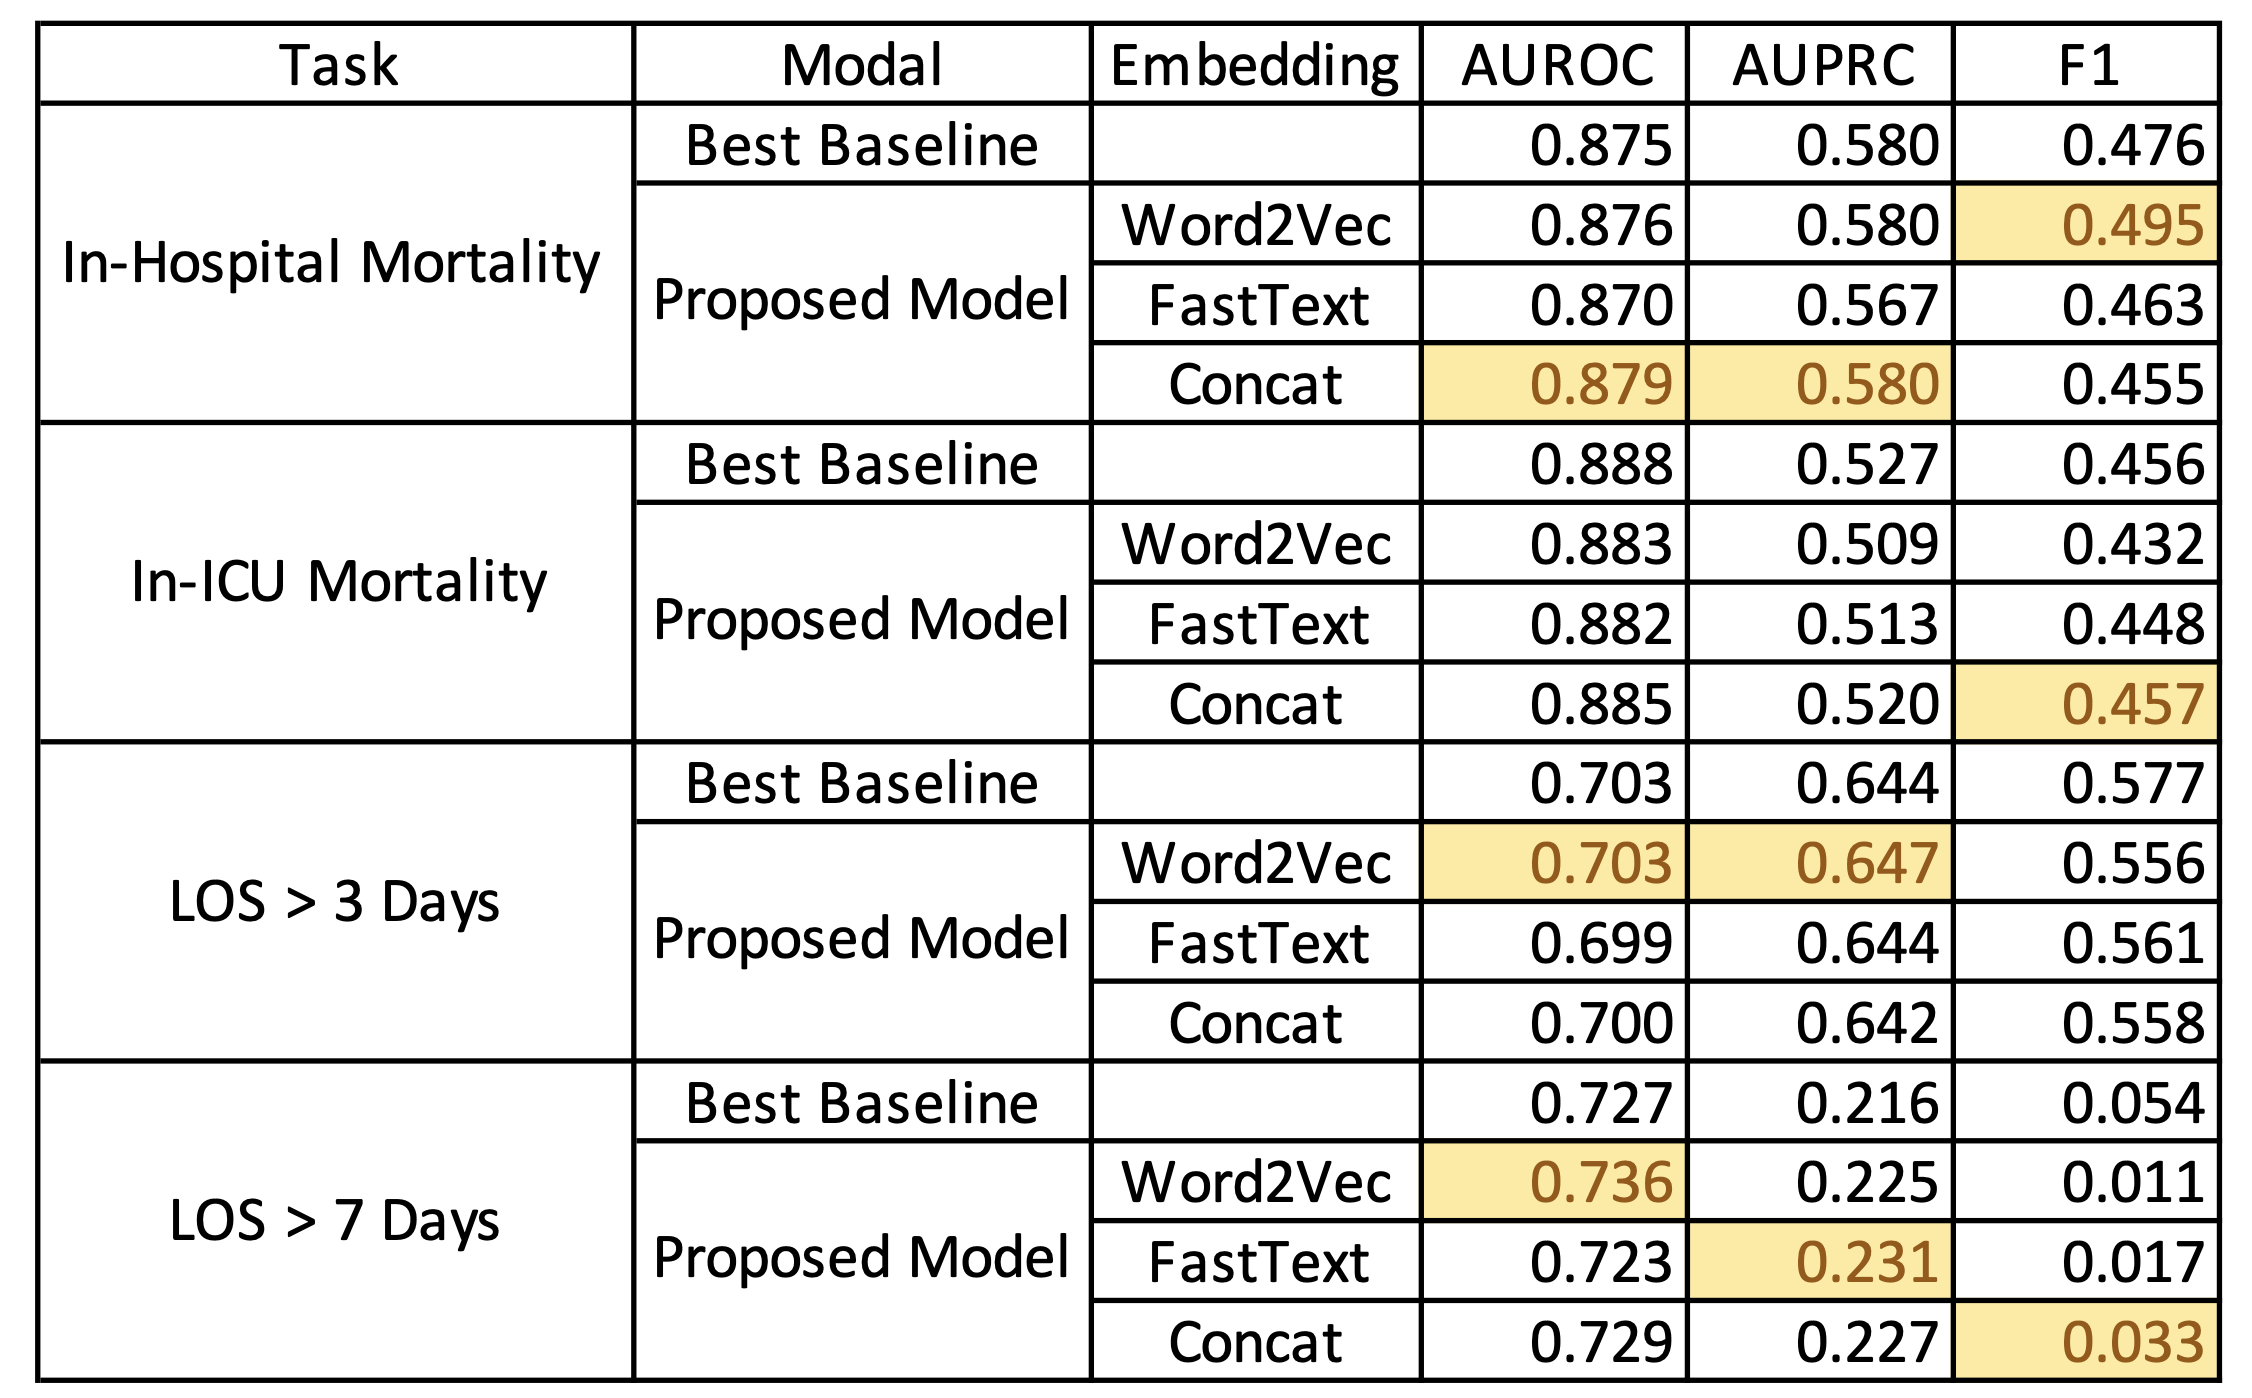 Task Modal Embedding AUROC AUPRC F1
In-Hospital Mortality Best Baseline 0.875 0.580 0.476
Proposed Model Word2Vec 0.876 0.580 0.495
FastText 0.870 0.567 0.463
Concat 0.879 0.580 0.455
In-ICU Mortality Best Baseline 0.888 0.527 0.456
Proposed Model Word2Vec 0.883 0.509 0.432
FastText 0.882 0.513 0.448
Concat 0.885 0.520 0.457
LOS > 3 Days Best Baseline 0.703 0.644 0.577
Proposed Model Word2Vec 0.703 0.647 0.556
FastText 0.699 0.644 0.561
Concat 0.700 0.642 0.558
LOS > 7 Days Best Baseline 0.727 0.216 0.054
Proposed Model Word2Vec 0.736 0.225 0.011
FastText 0.723 0.231 0.017
Concat 0.729 0.227 0.033